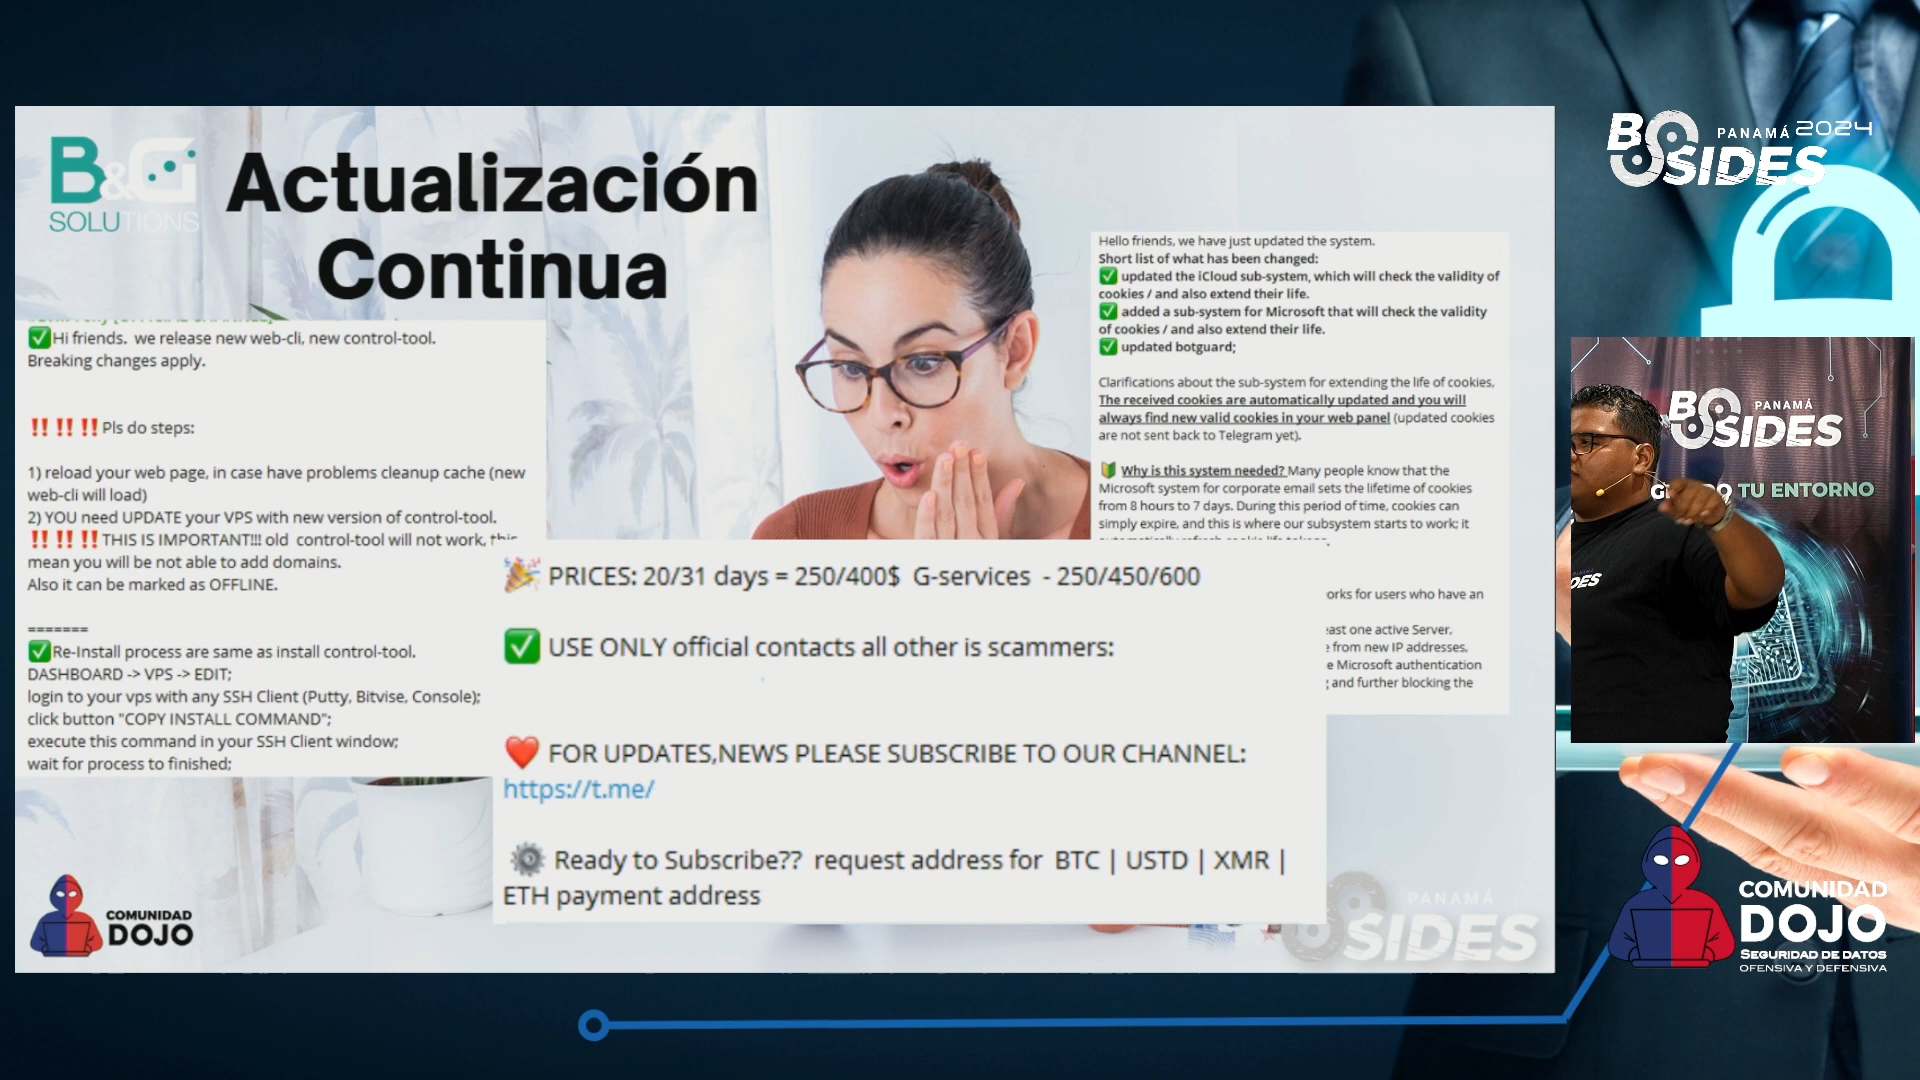 B&G
SOLUTIONS
Actualización
Continua
✅Hi friends. we release new web-cli, new control-tool.
Breaking changes apply.
‼️ ‼️ ‼️Pls do steps:
1) reload your web page, in case have problems cleanup cache (new
web-cli will load)
2) YOU need UPDATE your VPS with new version of control-tool.
‼️ ‼️ ‼️THIS IS IMPORTANT!!! old control-tool will not work, this
mean you will be not able to add domains.
Also it can be marked as OFFLINE.
=======
✅Re-Install process are same as install control-tool.
DASHBOARD -> VPS -> EDIT;
login to your vps with any SSH Client (Putty, Bitvise, Console);
click button "COPY INSTALL COMMAND";
execute this command in your SSH Client window;
wait for process to finished;
Hello friends, we have just updated the system.
Short list of what has been changed:
✅ updated the iCloud sub-system, which will check the validity of
cookies / and also extend their life.
✅ added a sub-system for Microsoft that will check the validity
of cookies / and also extend their life.
✅ updated botguard;
Clarifications about the sub-system for extending the life of cookies,
The received cookies are automatically updated and you will
always find new valid cookies in your web panel (updated cookies
are not sent back to Telegram yet).
🔰 Why is this system needed? Many people know that the
Microsoft system for corporate email sets the lifetime of cookies
from 8 hours to 7 days. During this period of time, cookies can
simply expire, and this is where our subsystem starts to work; it
orks for users who have an
east one active Server,
from new IP addresses,
e Microsoft authentication
and further blocking the
🎉 PRICES: 20/31 days = 250/400$ G-services - 250/450/600
✅ USE ONLY official contacts all other is scammers:
❤️ FOR UPDATES,NEWS PLEASE SUBSCRIBE TO OUR CHANNEL:
https://t.me/
⚙️ Ready to Subscribe?? request address for BTC | USTD | XMR |
ETH payment address
COMUNIDAD
DOJO
PANAMÁ
BSIDES
PANAMÁ 2024
BSIDES
PANAMÁ
BSIDES
TU ENTORNO
COMUNIDAD
DOJO
SEGURIDAD DE DATOS
OFENSIVA Y DEFENSIVA